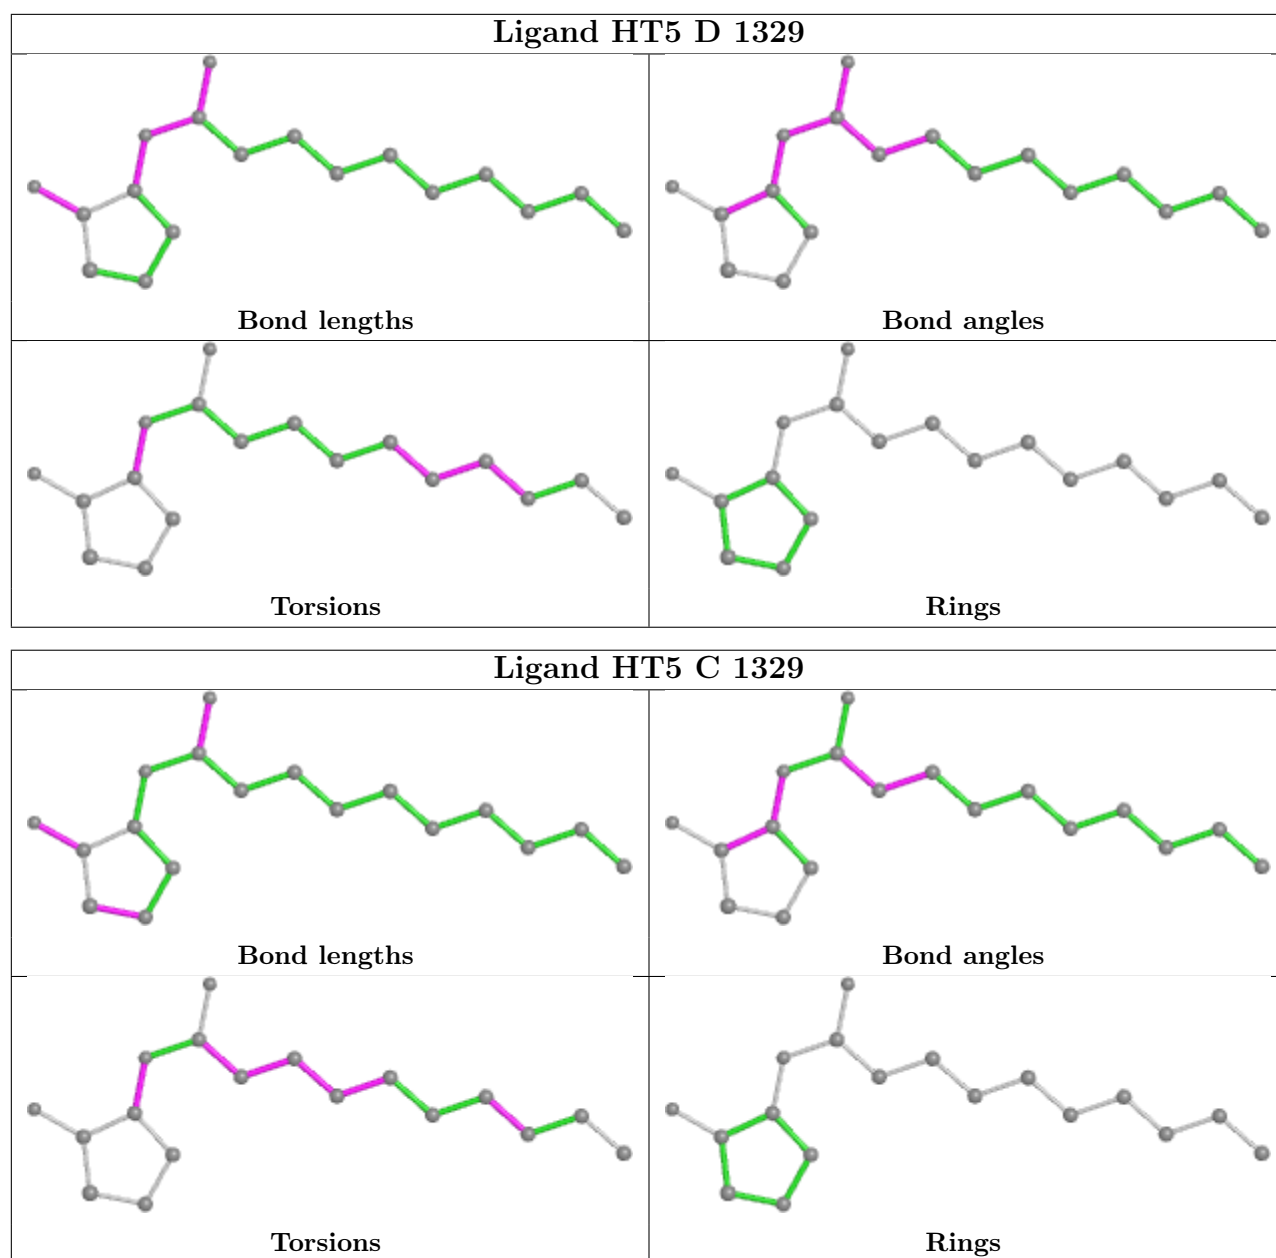 Ligand HT5 D 1329
Bond lengths
Bond angles
Torsions
Rings
Ligand HT5 C 1329
Bond lengths
Bond angles
Torsions
Rings